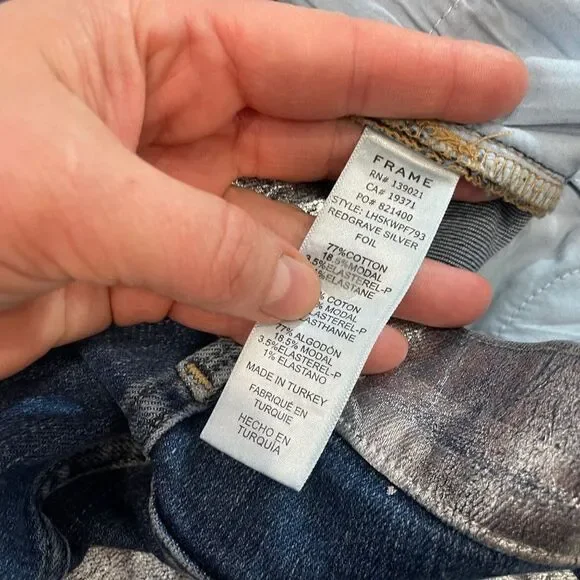 FRAME
RN# 139021
CA# 19371
PO# 821400
STYLE: LHSKWPF793
REDGRAVE SILVER
FOIL
77%COTTON
18.5%MODAL
3.5%ELASTEREL-P
ELASTANE
COTON
MODAL
ELASTEREL-P
ELASTHANNE
77% ALGODÓN
18.5% MODAL
3.5%ELASTEREL-P
1% ELASTANO
MADE IN TURKEY
FABRIQUÉ EN
TURQUIE
HECHO EN
TURQUÍA